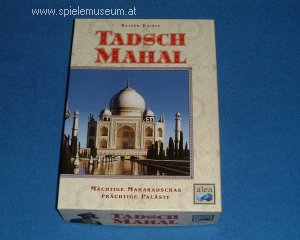 www.spielemuseum.at
REINER KNIZIA
TADSCH
MAHAL
MÄCHTIGE MAHARADSCHAS
PRÄCHTIGE PALÄSTE
alea
TADSCH
MAHAL